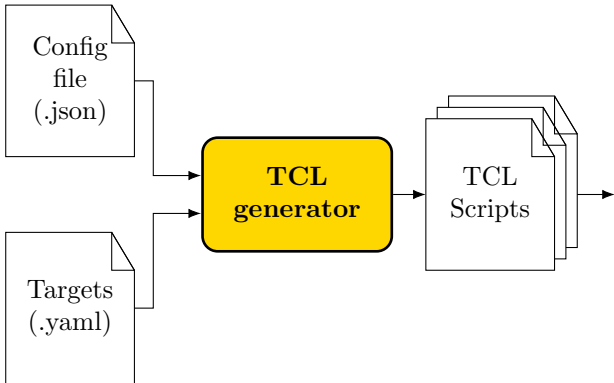 Config
file
(.json)
TCL
generator
TCL
Scripts
Targets
(.yaml)